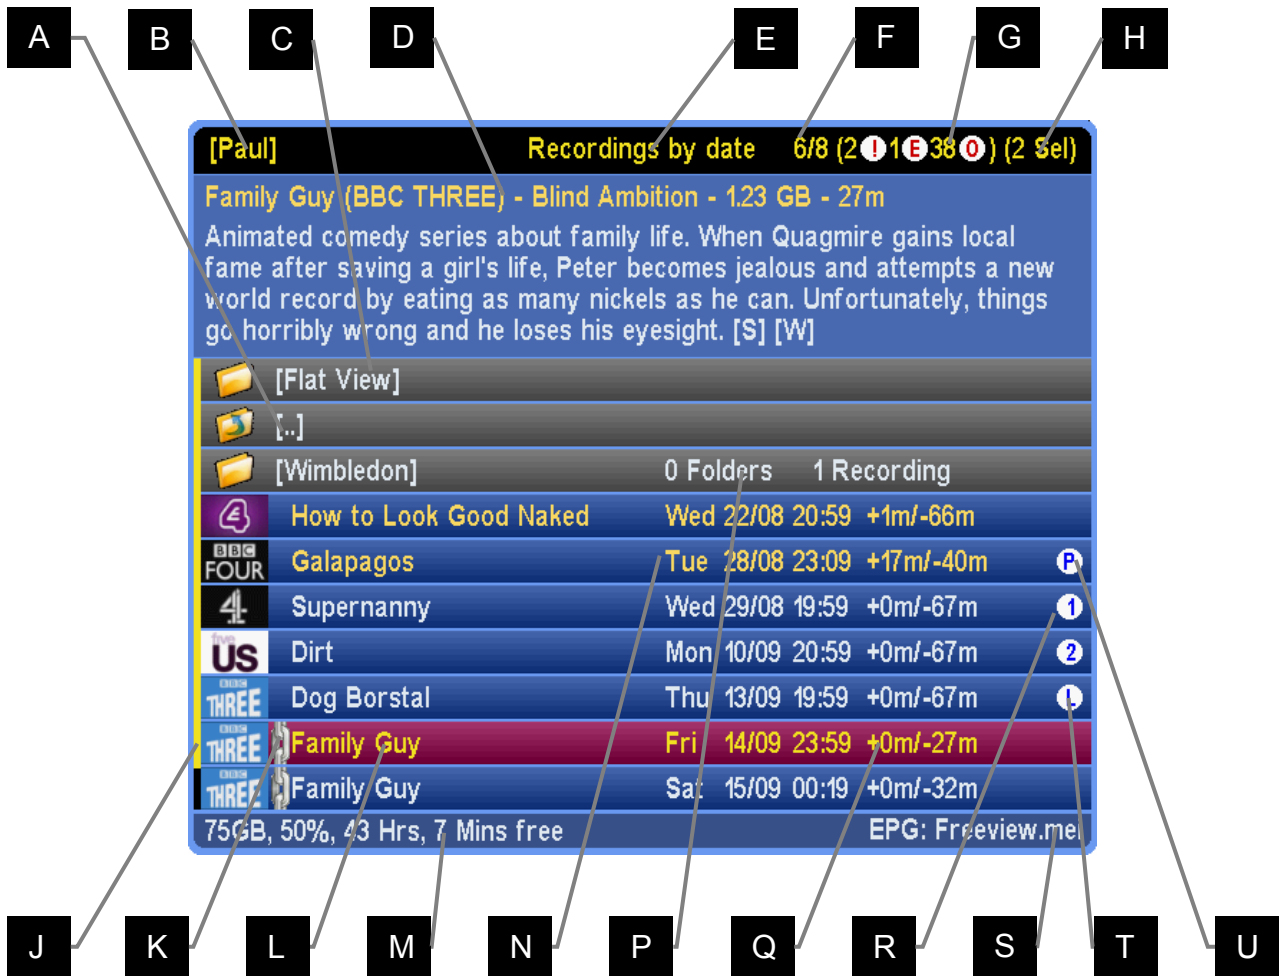 A B C D E F G H
[Paul] Recordings by date 6/8 (2 ! 1 E 38 O ) (2 Sel)
Family Guy (BBC THREE) - Blind Ambition - 1.23 GB - 27m
Animated comedy series about family life. When Quagmire gains local
fame after saving a girl's life, Peter becomes jealous and attempts a new
world record by eating as many nickels as he can. Unfortunately, things
go horribly wrong and he loses his eyesight. [S] [W]
[Flat View]
[..]
[Wimbledon] 0 Folders 1 Recording
4 How to Look Good Naked Wed 22/08 20:59 +1m/-66m
BBC FOUR Galapagos Tue 28/08 23:09 +17m/-40m P
4 Supernanny Wed 29/08 19:59 +0m/-67m 1
five US Dirt Mon 10/09 20:59 +0m/-67m 2
BBC THREE Dog Borstal Thu 13/09 19:59 +0m/-67m L
BBC THREE Family Guy Fri 14/09 23:59 +0m/-27m
BBC THREE Family Guy Sat 15/09 00:19 +0m/-32m
75GB, 50%, 43 Hrs, 7 Mins free EPG: Freeview.mei
J K L M N P Q R S T U